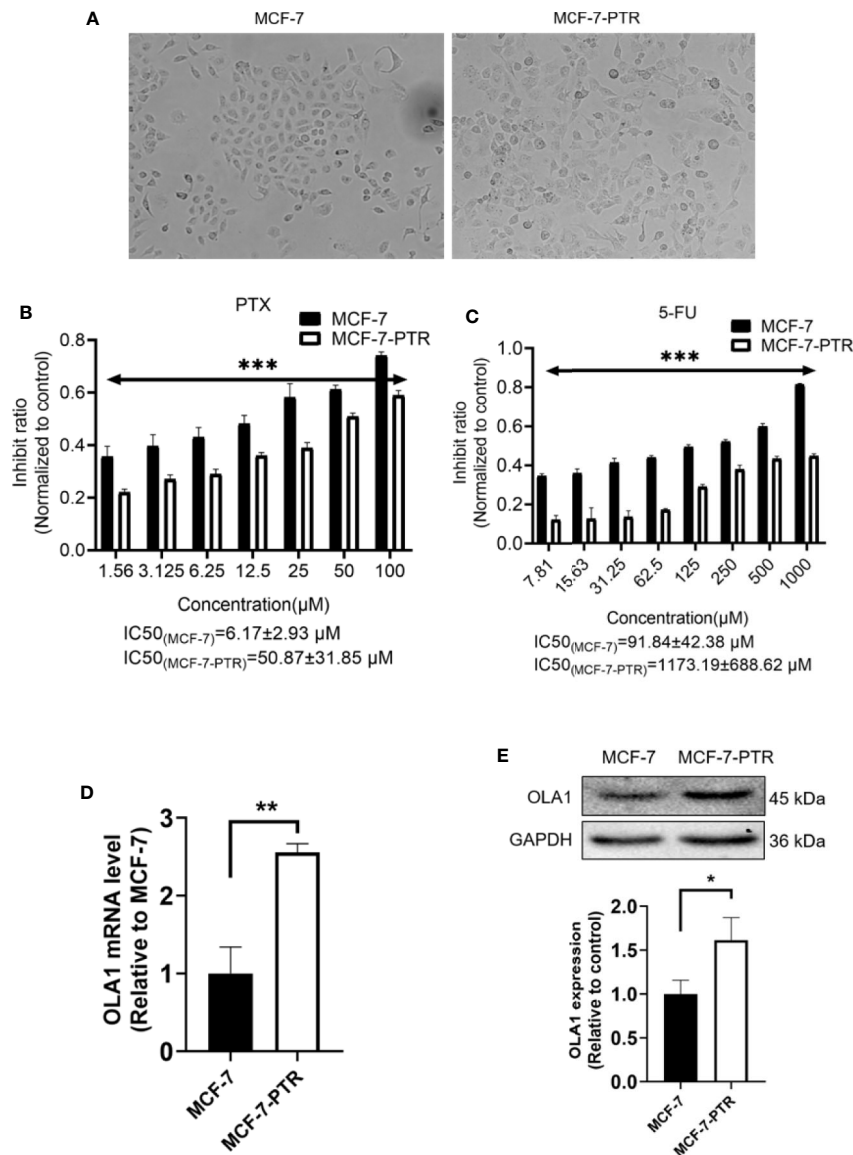 A
MCF-7
MCF-7-PTR
B
PTX
MCF-7
MCF-7-PTR
***
Inhibit ratio
(Normalized to control)
0.8
0.6
0.4
0.2
0.0
1.56 3.125 6.25 12.5 25 50 100
Concentration(µM)
IC50(MCF-7)=6.17±2.93 µM
IC50(MCF-7-PTR)=50.87±31.85 µM
C
5-FU
MCF-7
MCF-7-PTR
***
Inhibit ratio
(Normalized to control)
1.0
0.8
0.6
0.4
0.2
0.0
7.81 15.63 31.25 62.5 125 250 500 1000
Concentration(µM)
IC50(MCF-7)=91.84±42.38 µM
IC50(MCF-7-PTR)=1173.19±688.62 µM
D
**
OLA1 mRNA level
(Relative to MCF-7)
3
2
1
0
MCF-7
MCF-7-PTR
E
MCF-7 MCF-7-PTR
OLA1 45 kDa
GAPDH 36 kDa
*
OLA1 expression
(Relative to control)
2.0
1.5
1.0
0.5
0.0
MCF-7
MCF-7-PTR